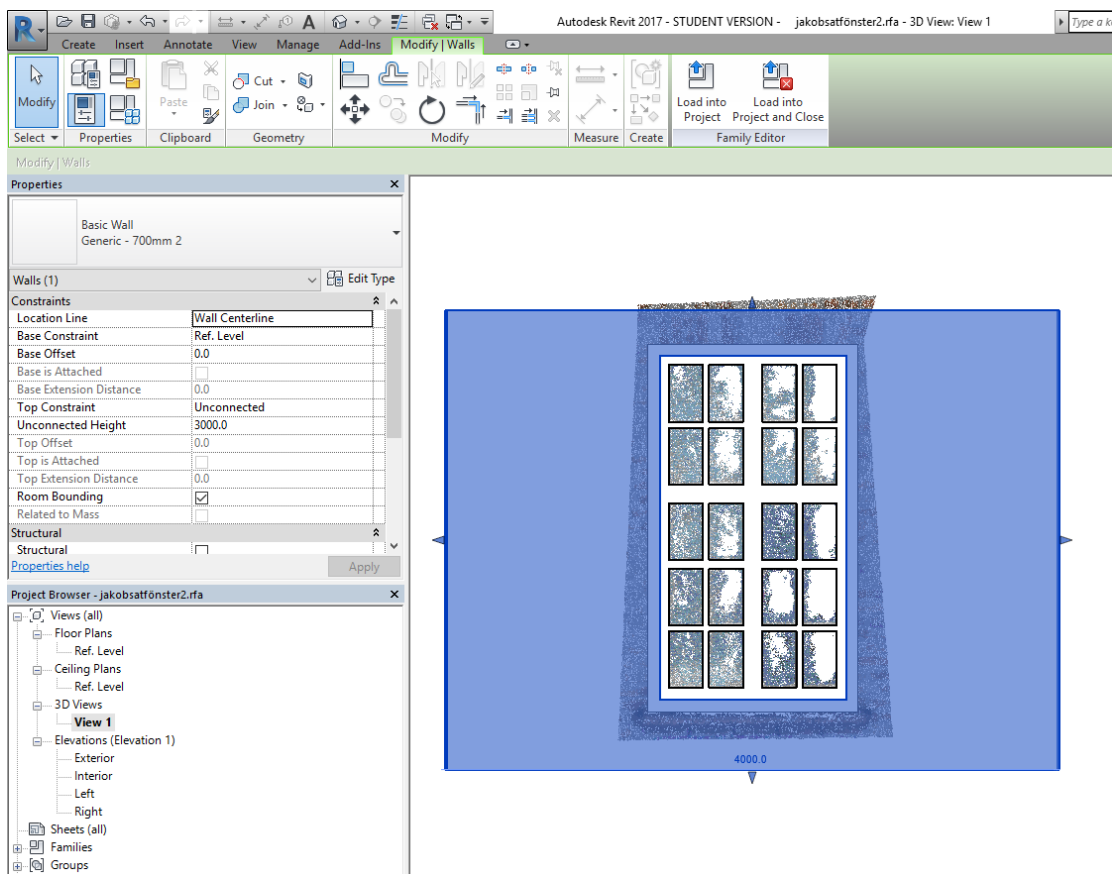 Autodesk Revit 2017 - STUDENT VERSION - jakobsatfönster2.rfa - 3D View: View 1
Type a k
R
A
Create Insert Annotate View Manage Add-Ins Modify | Walls
Modify
Paste
Cut
Join
Load into Project
Load into Project and Close
Select Properties Clipboard Geometry Modify Measure Create Family Editor
Modify | Walls
Properties
Basic Wall
Generic - 700mm 2
Walls (1) Edit Type
Constraints
Location Line Wall Centerline
Base Constraint Ref. Level
Base Offset 0.0
Base is Attached
Base Extension Distance 0.0
Top Constraint Unconnected
Unconnected Height 3000.0
Top Offset 0.0
Top is Attached
Top Extension Distance 0.0
Room Bounding
Related to Mass
Structural
Structural
Properties help Apply
Project Browser - jakobsatfönster2.rfa
Views (all)
Floor Plans
Ref. Level
Ceiling Plans
Ref. Level
3D Views
View 1
Elevations (Elevation 1)
Exterior
Interior
Left
Right
Sheets (all)
Families
Groups
4000.0